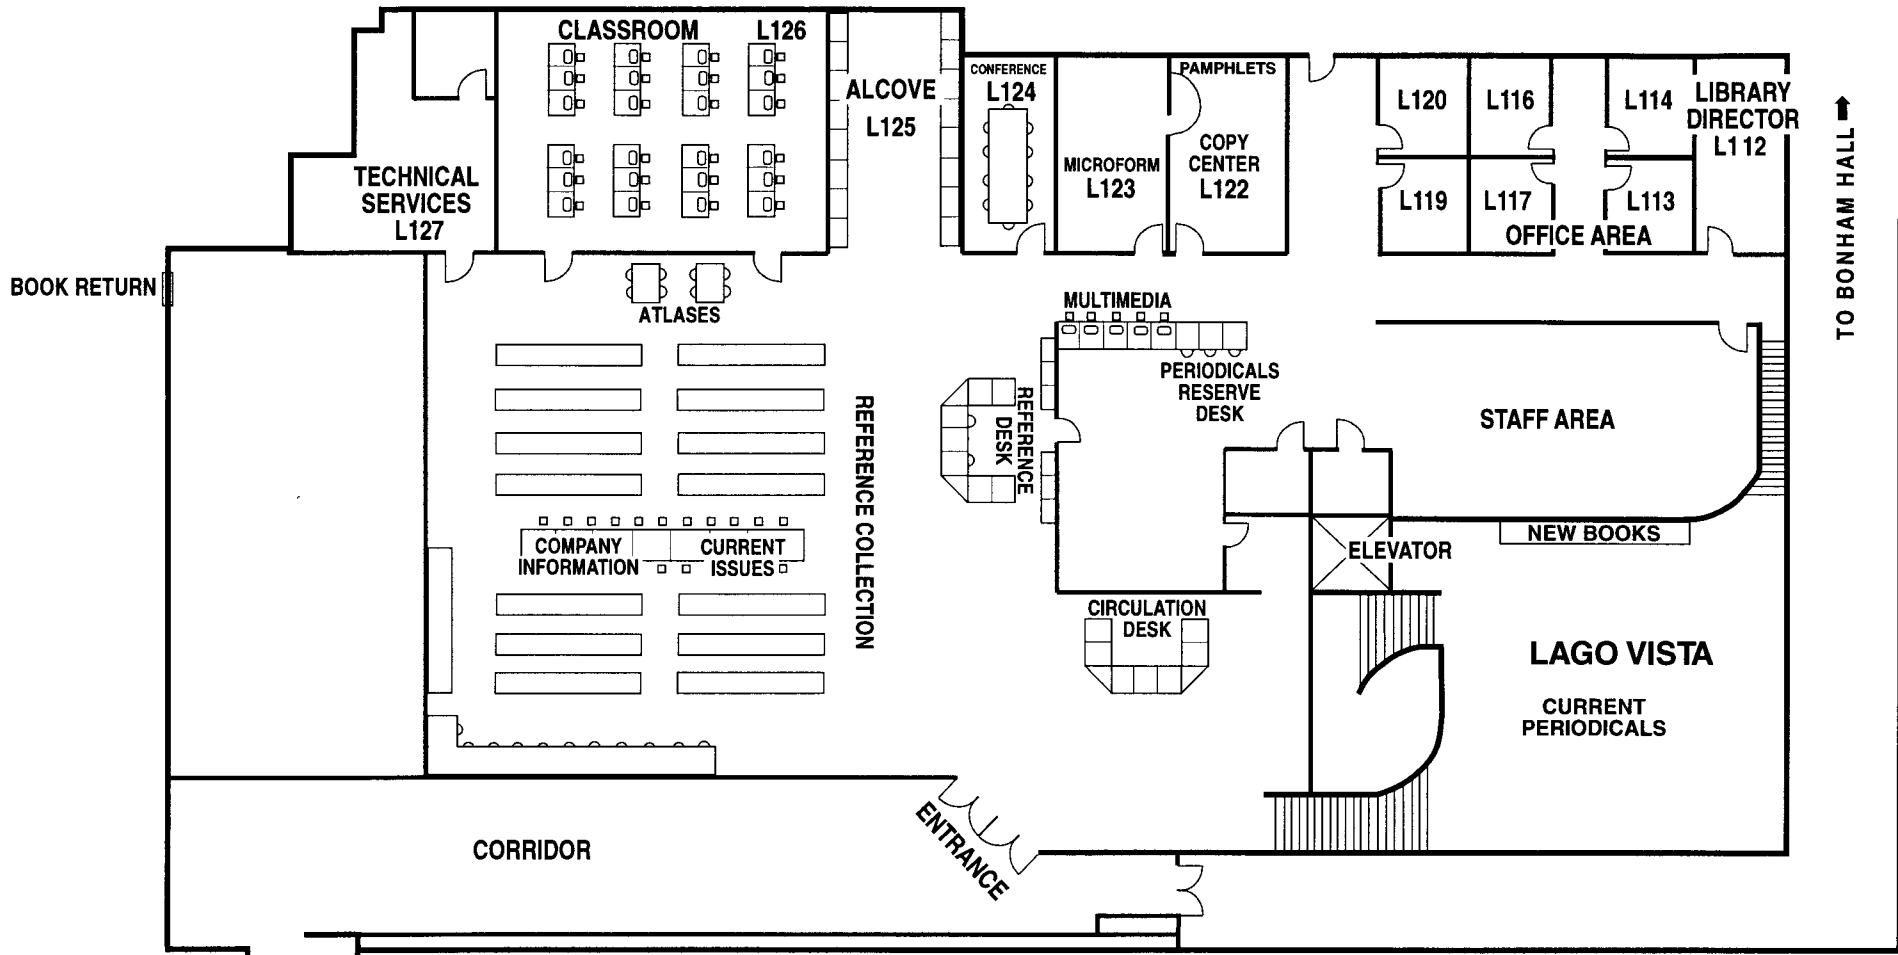 CLASSROOM L126
ALCOVE
L125
CONFERENCE
L124
PAMPHLETS
COPY
CENTER
L122
MICROFORM
L123
L120
L116
L114
LIBRARY
DIRECTOR
L112
L119
L117
L113
OFFICE AREA
TO BONHAM HALL
TECHNICAL
SERVICES
L127
BOOK RETURN
ATLASES
MULTIMEDIA
PERIODICALS
RESERVE
DESK
REFERENCE
DESK
REFERENCE COLLECTION
STAFF AREA
NEW BOOKS
COMPANY
INFORMATION
CURRENT
ISSUES
ELEVATOR
CIRCULATION
DESK
LAGO VISTA
CURRENT
PERIODICALS
ENTRANCE
CORRIDOR